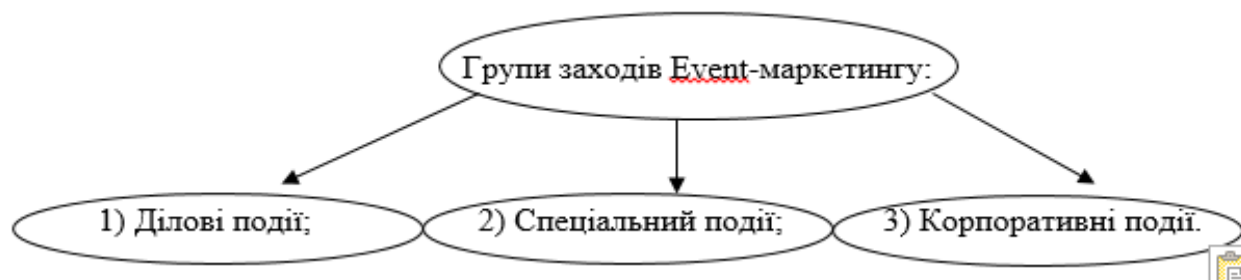 Групи заходів Event-маркетингу:
1) Ділові події;
2) Спеціальний події;
3) Корпоративні події.